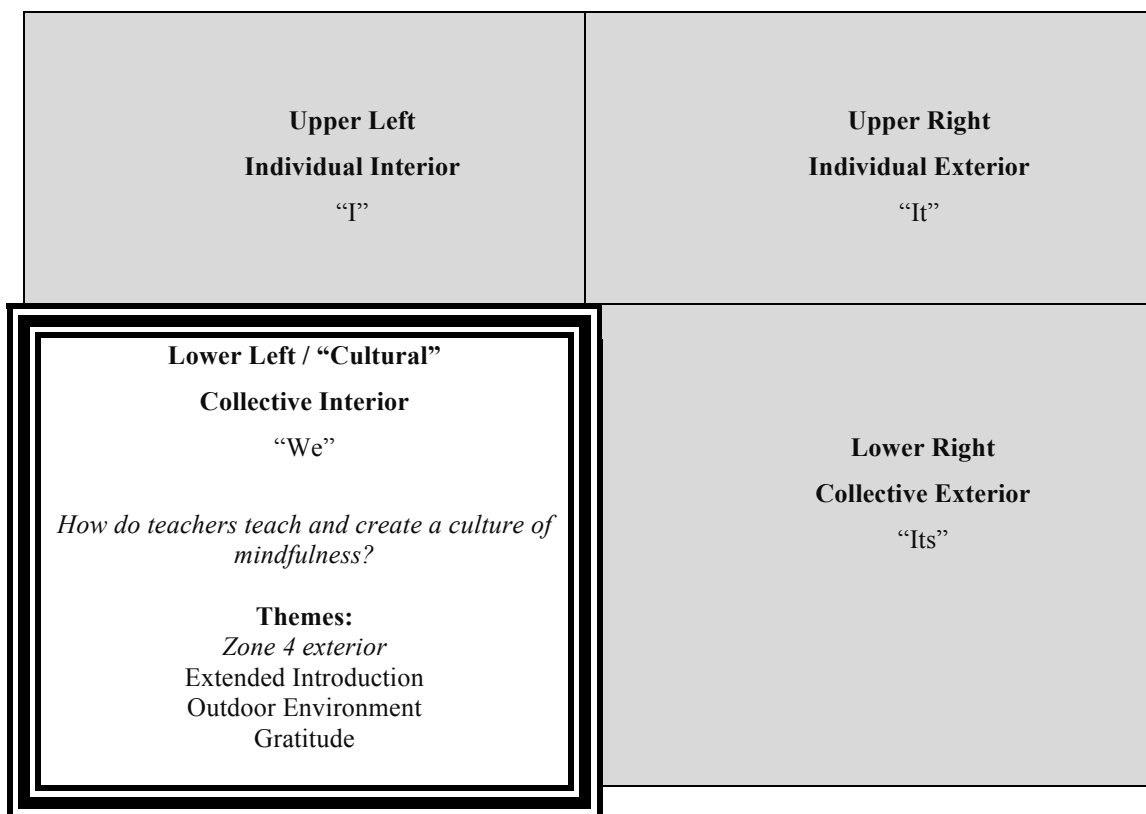 Upper Left
Individual Interior
“I”
Upper Right
Individual Exterior
“It”
Lower Left / “Cultural”
Collective Interior
“We”
How do teachers teach and create a culture of
mindfulness?
Themes:
Zone 4 exterior
Extended Introduction
Outdoor Environment
Gratitude
Lower Right
Collective Exterior
“Its”